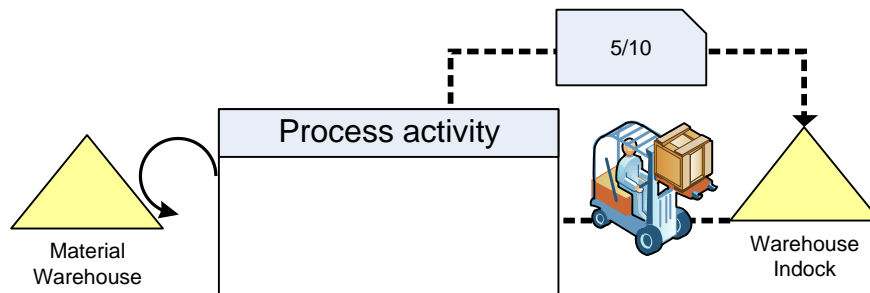 5/10
Process activity
Material
Warehouse
Warehouse
Indock